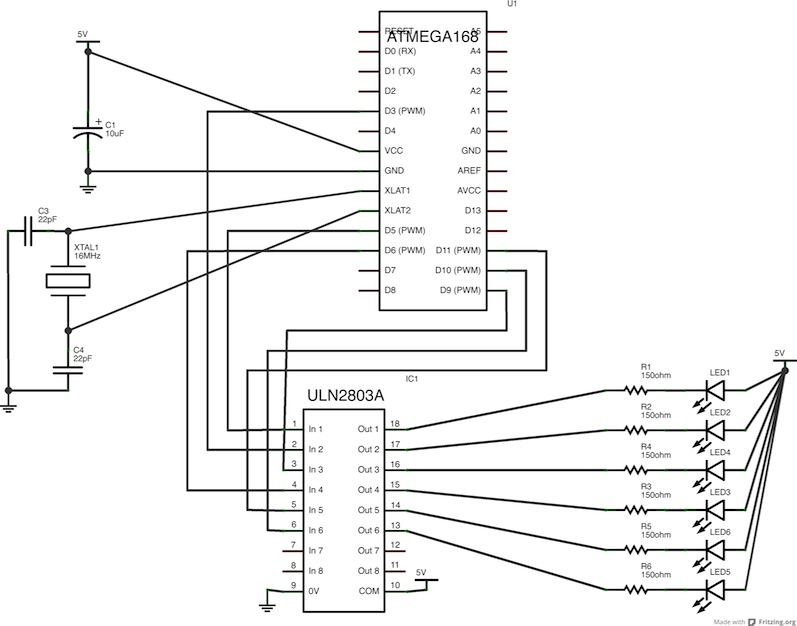 U1
ATMEGA168
RESET
A5
D0 (RX)
A4
D1 (TX)
A3
D2
A2
D3 (PWM)
A1
D4
A0
VCC
GND
GND
AREF
XLAT1
AVCC
XLAT2
D13
D5 (PWM)
D12
D6 (PWM)
D11 (PWM)
D7
D10 (PWM)
D8
D9 (PWM)
5V
+
C1
10uF
C3
22pF
XTAL1
16MHz
C4
22pF
IC1
ULN2803A
1 In 1 Out 1 18
2 In 2 Out 2 17
3 In 3 Out 3 16
4 In 4 Out 4 15
5 In 5 Out 5 14
6 In 6 Out 6 13
7 In 7 Out 7 12
8 In 8 Out 8 11
9 0V COM 10
5V
5V
R1
150ohm
LED1
R2
150ohm
LED2
R4
150ohm
LED4
R3
150ohm
LED3
R5
150ohm
LED6
R6
150ohm
LED5
Made with Fritzing.org